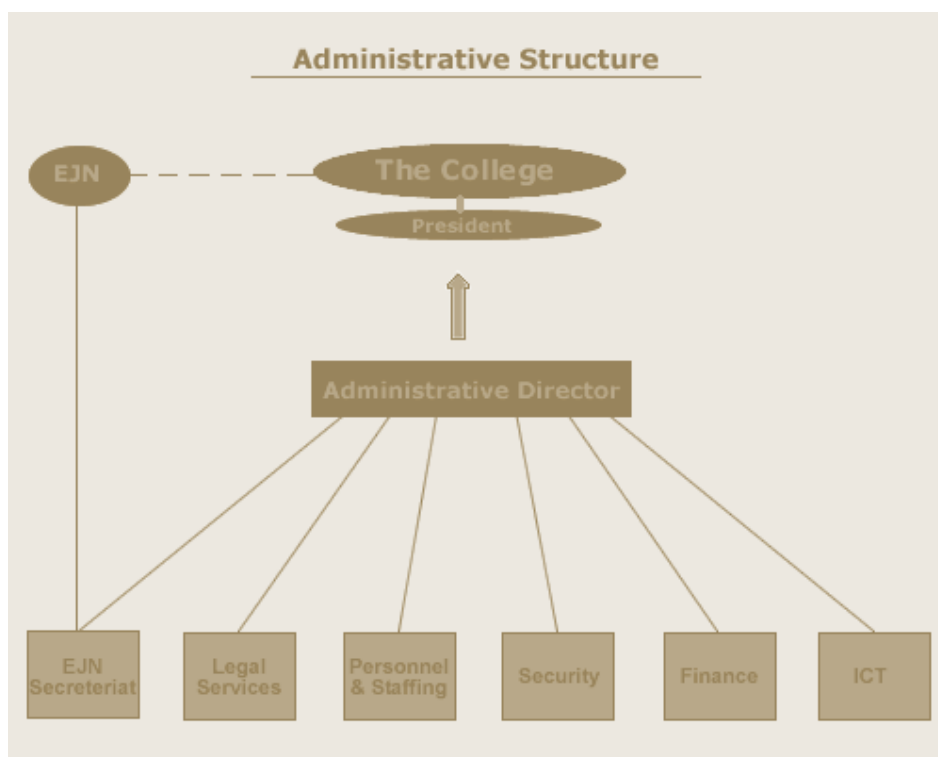 Administrative Structure
EJN
The College
President
Administrative Director
EJN
Secreteriat
Legal
Services
Personnel
& Staffing
Security
Finance
ICT